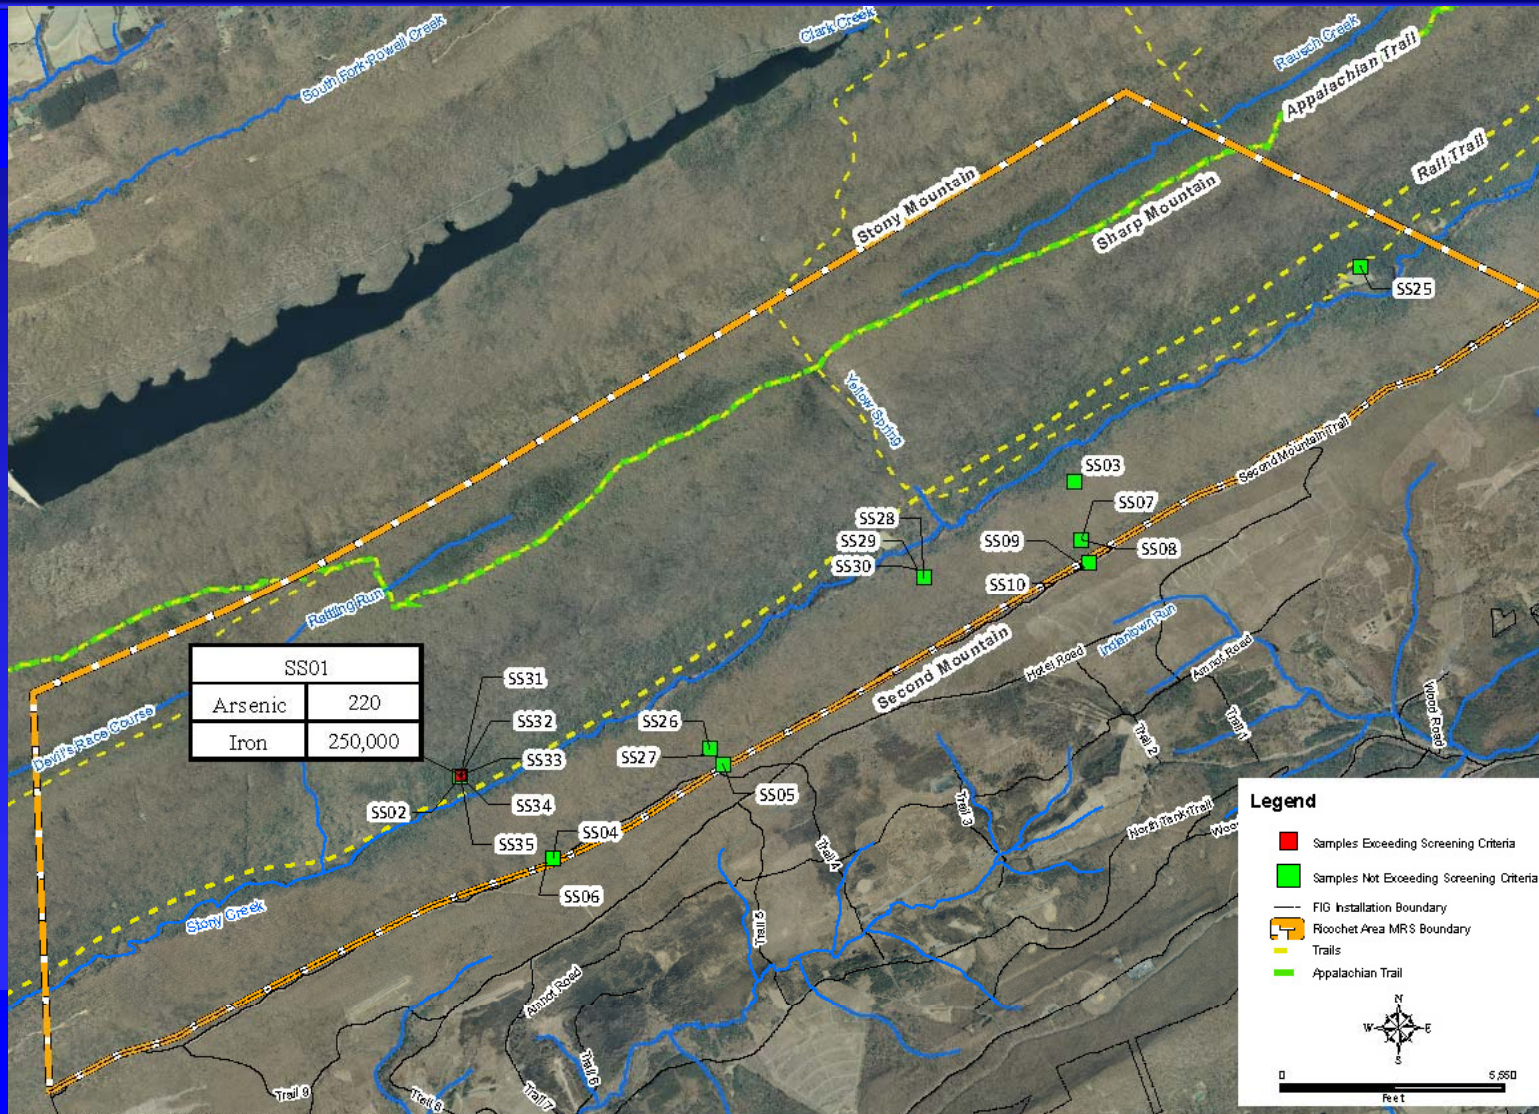 Clark Creek
South Fork Powell Creek
Rausch Creek
Appalachian Trail
Rail Trail
Stony Mountain
Sharp Mountain
SS25
Yellow Spring
Second Mountain Trail
SS03
SS07
SS28
SS29
SS09
SS08
SS30
SS10
Rattling Run
Indiantown Run
Second Mountain
Hotel Road
Asmot Road
SS01
Arsenic 220
Iron 250,000
SS31
SS32
SS26
SS33
SS27
Devil's Race Course
Trail 2
Trail 1
Wood Road
SS02
SS34
SS05
SS35
SS04
Trail 3
North Tank Trail
Trail 4
SS06
Stony Creek
Trail 5
Asmot Road
Trail 6
Trail 9
Trail 8
Trail 7
Legend
Samples Exceeding Screening Criteria
Samples Not Exceeding Screening Criteria
FIG Installation Boundary
Ricochet Area MRS Boundary
Trails
Appalachian Trail
N
W E
S
0 5,550
Feet